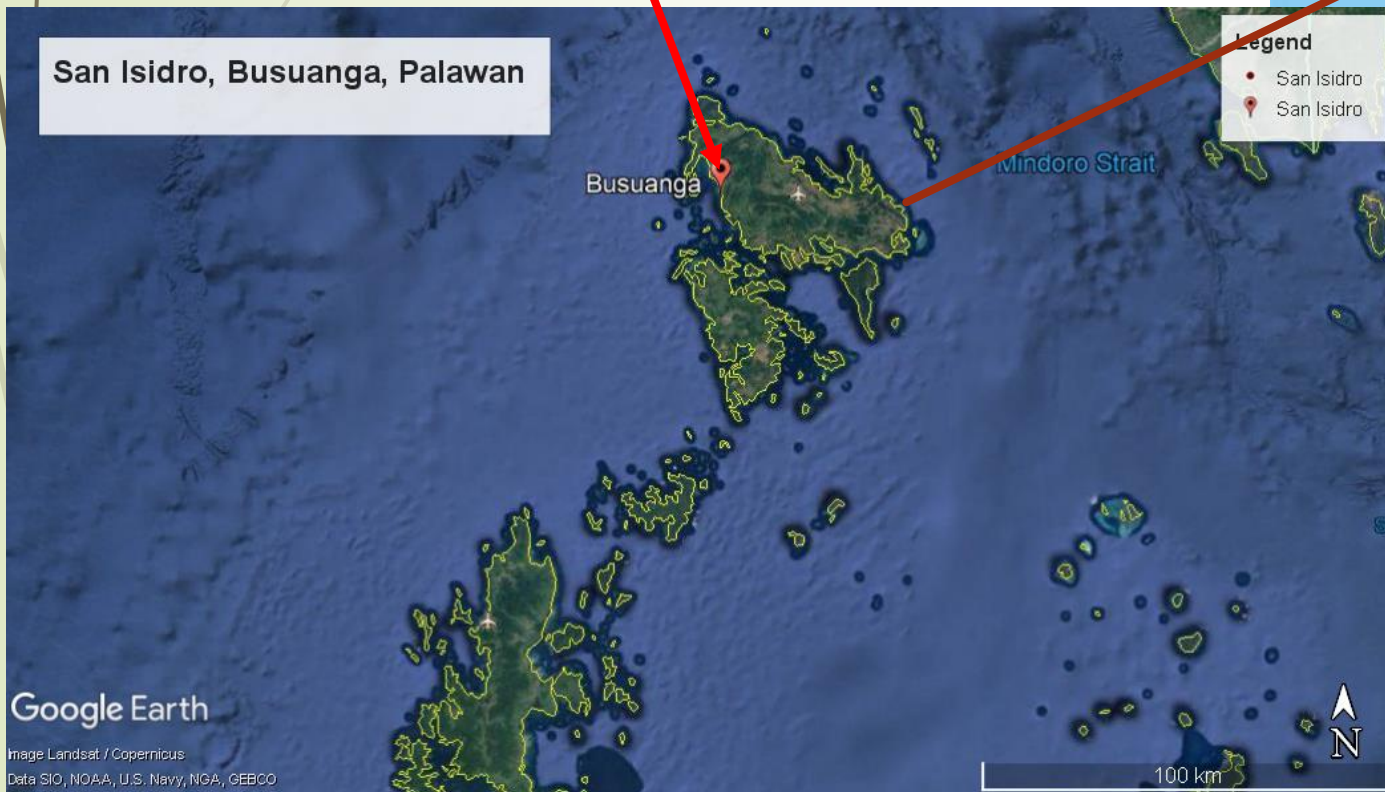 San Isidro, Busuanga, Palawan
Legend
San Isidro
San Isidro
Mindoro Strait
Busuanga
Google Earth
Image Landsat / Copernicus
Data SIO, NOAA, U.S. Navy, NGA, GEBCO
100 km
N